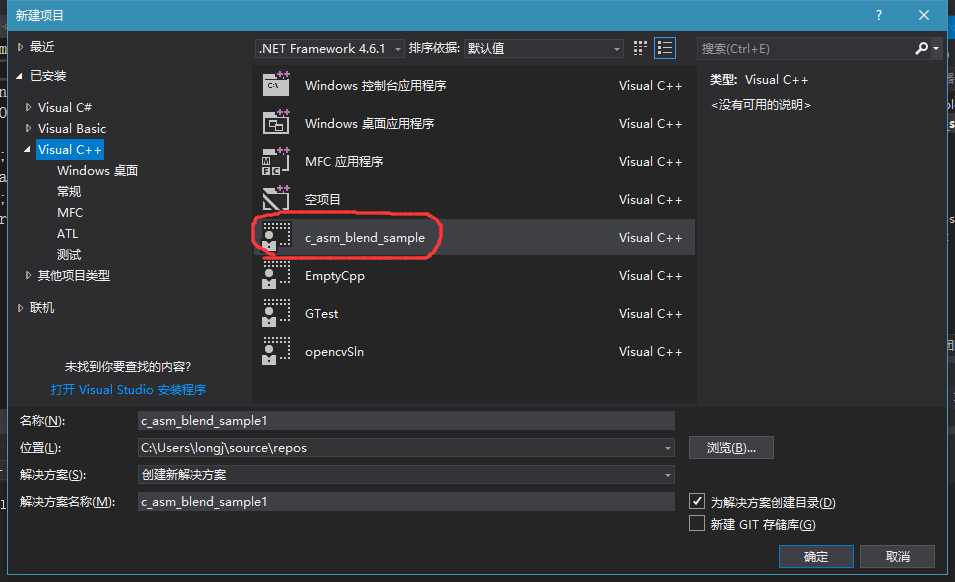 新建项目
最近
已安装
Visual C#
Visual Basic
Visual C++
Windows 桌面
常规
MFC
ATL
测试
其他项目类型
联机
未找到你要查找的内容?
打开 Visual Studio 安装程序
.NET Framework 4.6.1 排序依据: 默认值
Windows 控制台应用程序 Visual C++
Windows 桌面应用程序 Visual C++
MFC 应用程序 Visual C++
空项目 Visual C++
c_asm_blend_sample Visual C++
EmptyCpp Visual C++
GTest Visual C++
opencvSln Visual C++
搜索(Ctrl+E)
类型: Visual C++
<没有可用的说明>
名称(N): c_asm_blend_sample1
位置(L): C:\Users\longj\source\repos 浏览(B)...
解决方案(S): 创建新解决方案
解决方案名称(M): c_asm_blend_sample1
为解决方案创建目录(D)
新建 GIT 存储库(G)
确定 取消